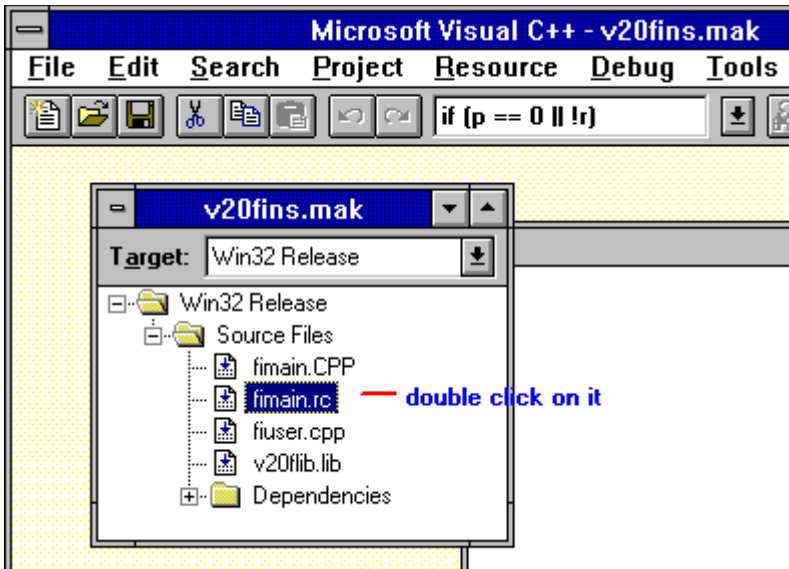 Microsoft Visual C++ - v20fins.mak
File Edit Search Project Resource Debug Tools
if (p == 0 || !r)
v20fins.mak
Target: Win32 Release
Win32 Release
Source Files
fimain.CPP
fimain.rc double click on it
fiuser.cpp
v20flib.lib
Dependencies